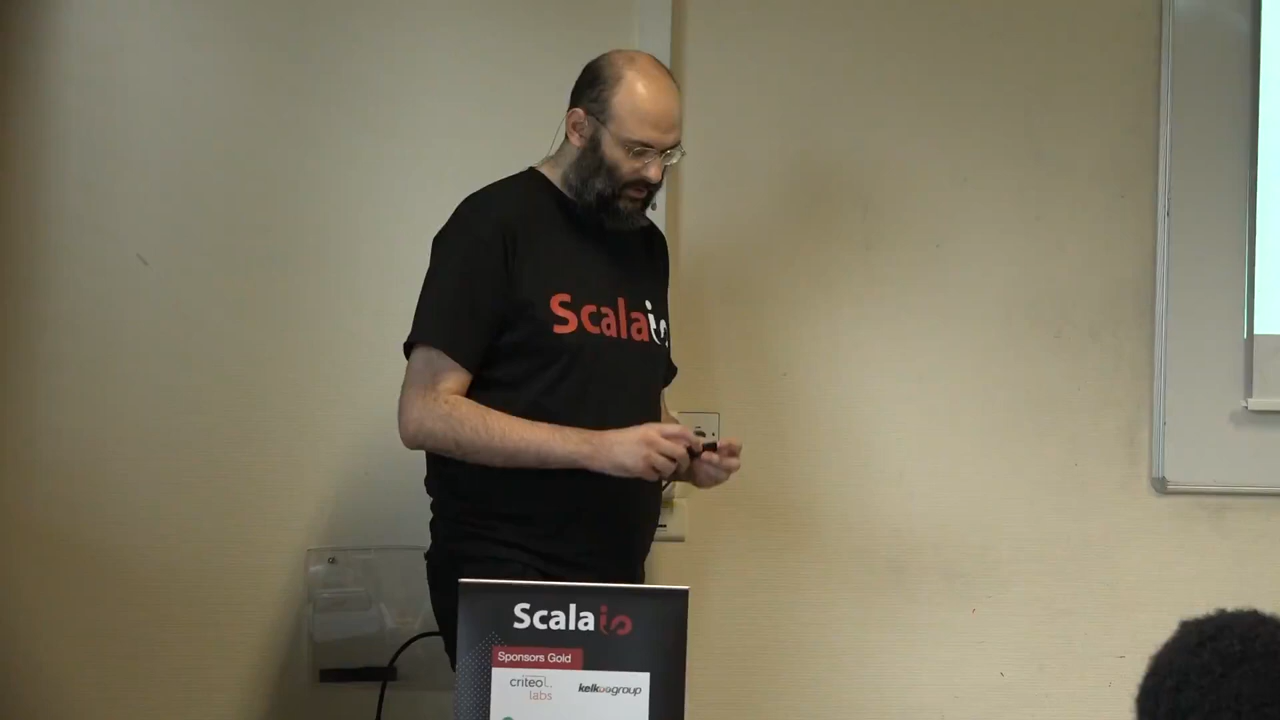 Scalaio
Scalaio
Sponsors Gold
criteo labs
kelkoogroup